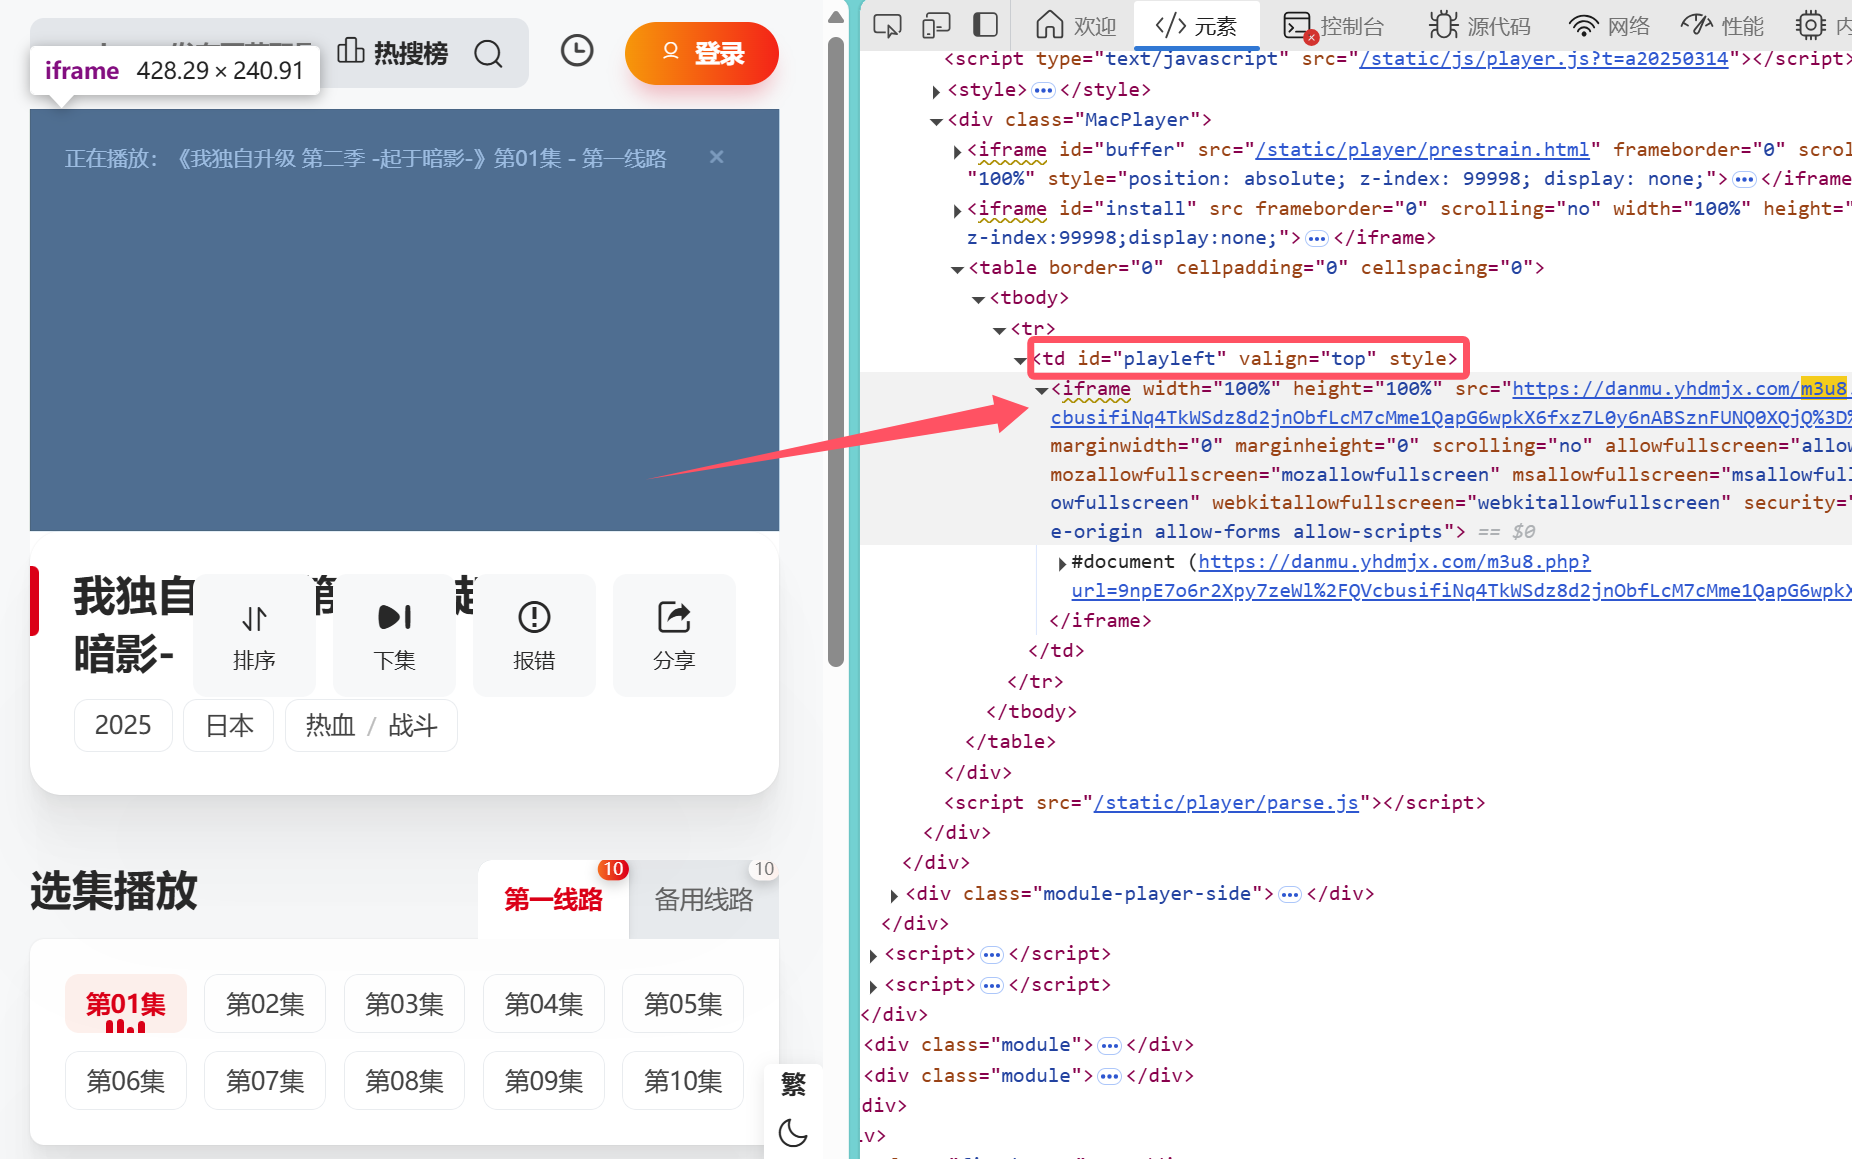 热搜榜
登录
iframe 428.29 × 240.91
正在播放：《我独自升级 第二季 -起于暗影-》第01集 - 第一线路 ×
我独自
暗影-
排序
下集
报错
分享
2025
日本
热血 / 战斗
选集播放
第一线路 10
备用线路 10
第01集
第02集
第03集
第04集
第05集
第06集
第07集
第08集
第09集
第10集
繁
欢迎
</> 元素
控制台
源代码
网络
性能
内
<script type="text/javascript" src="/static/js/player.js?t=a20250314"></script>
<style>…</style>
<div class="MacPlayer">
<iframe id="buffer" src="/static/player/prestrain.html" frameborder="0" scrol
"100%" style="position: absolute; z-index: 99998; display: none;">…</iframe
<iframe id="install" src frameborder="0" scrolling="no" width="100%" height="
z-index:99998;display:none;">…</iframe>
<table border="0" cellpadding="0" cellspacing="0">
<tbody>
<tr>
<td id="playleft" valign="top" style>
<iframe width="100%" height="100%" src="https://danmu.yhdmjx.com/m3u8.
cbusifiNq4TkWSdz8d2jnObfLcM7cMme1QapG6wpkX6fxz7L0y6nABSznFUNQ0XQjQ%3D%
marginwidth="0" marginheight="0" scrolling="no" allowfullscreen="allow
mozallowfullscreen="mozallowfullscreen" msallowfullscreen="msallowfull
owfullscreen" webkitallowfullscreen="webkitallowfullscreen" security="
e-origin allow-forms allow-scripts"> == $0
#document (https://danmu.yhdmjx.com/m3u8.php?
url=9npE7o6r2Xpy7zeWl%2FQVcbusifiNq4TkWSdz8d2jnObfLcM7cMme1QapG6wpkX
</iframe>
</td>
</tr>
</tbody>
</table>
</div>
<script src="/static/player/parse.js"></script>
</div>
</div>
<div class="module-player-side">…</div>
</div>
<script>…</script>
<script>…</script>
</div>
<div class="module">…</div>
<div class="module">…</div>
div>
v>